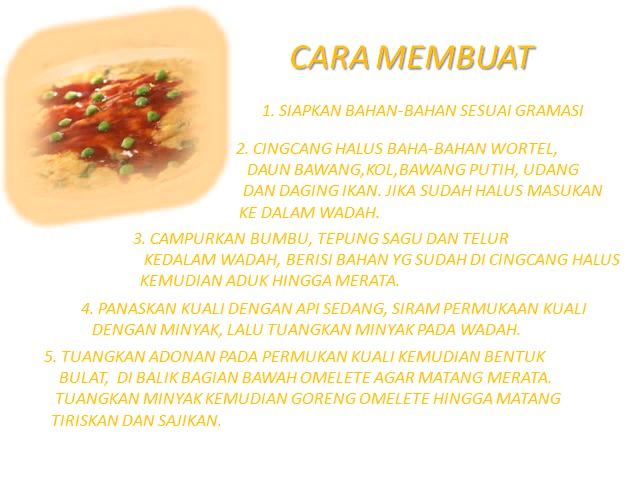 CARA MEMBUAT
1. SIAPKAN BAHAN-BAHAN SESUAI GRAMASI
2. CINGCANG HALUS BAHA-BAHAN WORTEL,
DAUN BAWANG,KOL,BAWANG PUTIH, UDANG
DAN DAGING IKAN. JIKA SUDAH HALUS MASUKAN
KE DALAM WADAH.
3. CAMPURKAN BUMBU, TEPUNG SAGU DAN TELUR
KEDALAM WADAH, BERISI BAHAN YG SUDAH DI CINGCANG HALUS
KEMUDIAN ADUK HINGGA MERATA.
4. PANASKAN KUALI DENGAN API SEDANG, SIRAM PERMUKAAN KUALI
DENGAN MINYAK, LALU TUANGKAN MINYAK PADA WADAH.
5. TUANGKAN ADONAN PADA PERMUKAN KUALI KEMUDIAN BENTUK
BULAT,  DI BALIK BAGIAN BAWAH OMELETE AGAR MATANG MERATA.
TUANGKAN MINYAK KEMUDIAN GORENG OMELETE HINGGA MATANG
TIRISKAN DAN SAJIKAN.